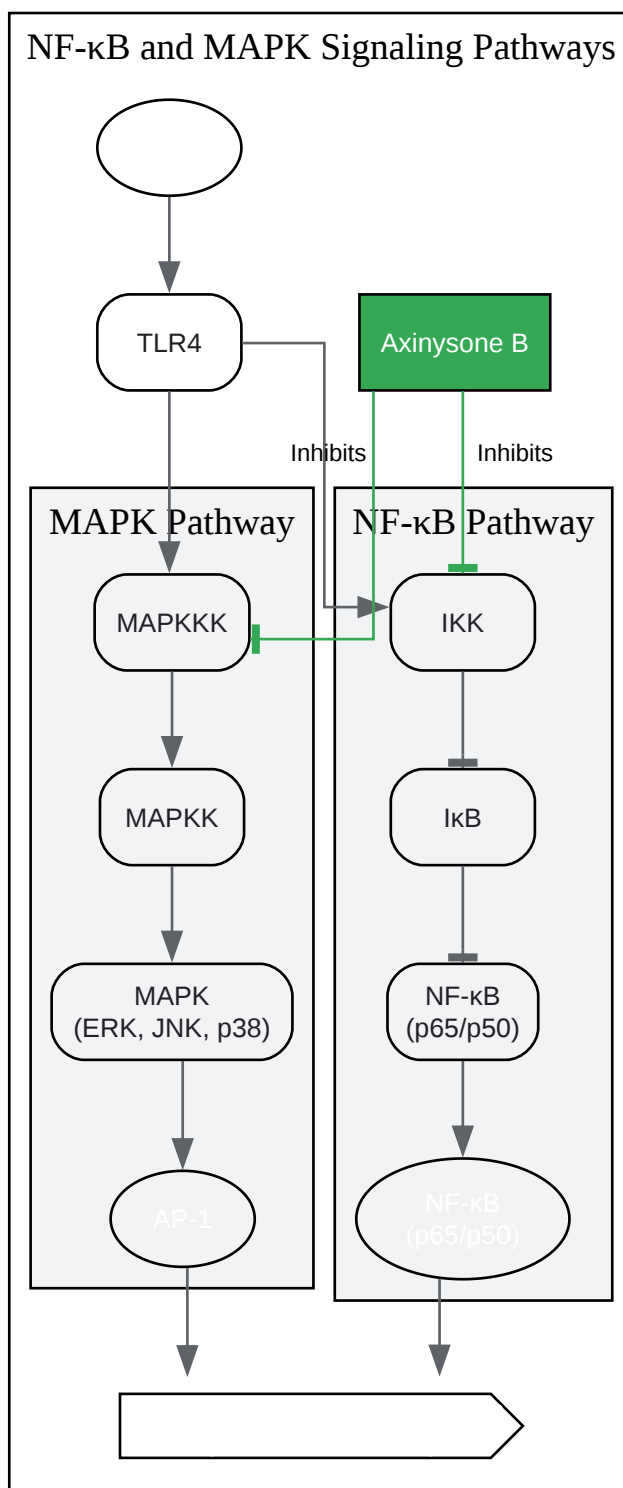 NF-κB and MAPK Signaling Pathways
TLR4
Axinysone B
Inhibits
Inhibits
MAPK Pathway
NF-κB Pathway
MAPKKK
IKK
MAPKK
IκB
MAPK
(ERK, JNK, p38)
NF-κB
(p65/p50)
AP-1
NF-κB
(p65/p50)